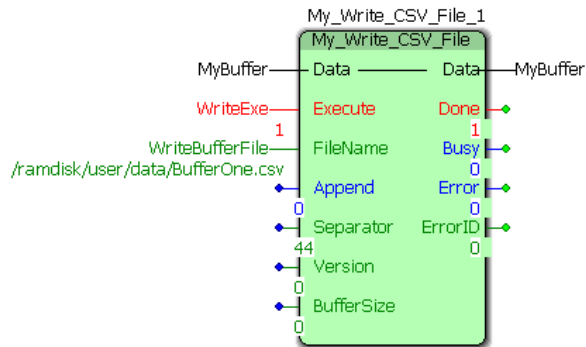 My_Write_CSV_File_1
My_Write_CSV_File
MyBuffer Data Data MyBuffer
WriteExe Execute Done
1 1
WriteBufferFile FileName Busy
/ramdisk/user/data/BufferOne.csv 0
Append Error
0 0
Separator ErrorID
44 0
Version
0
BufferSize
0